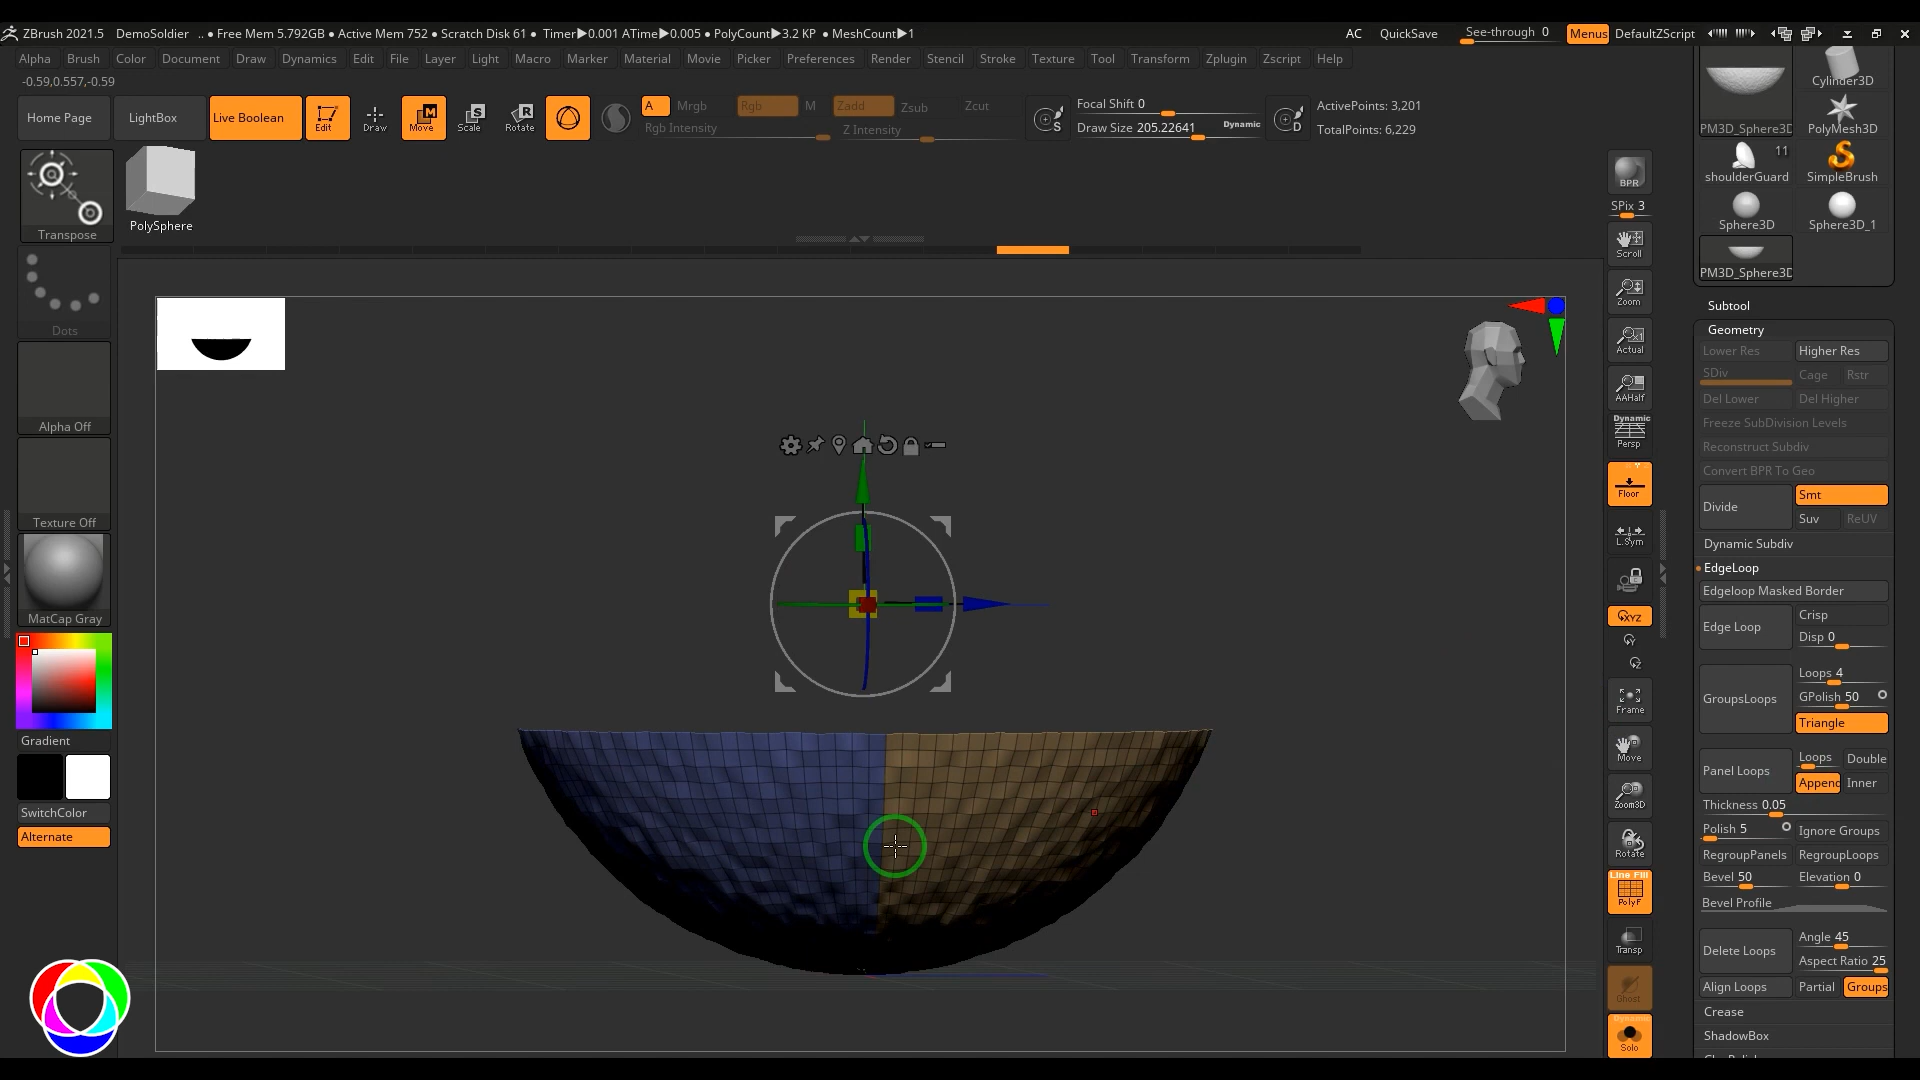 ZBrush 2021.5 DemoSoldier .. ● Free Mem 5.792GB ● Active Mem 752 ● Scratch Disk 61 ● Timer▶0.001 ATime▶0.005 ● PolyCount▶3.2 KP ● MeshCount▶1 AC QuickSave See-through 0 Menus DefaultZScript
Alpha Brush Color Document Draw Dynamics Edit File Layer Light Macro Marker Material Movie Picker Preferences Render Stencil Stroke Texture Tool Transform Zplugin Zscript Help
-0.59,0.557,-0.59
Home Page LightBox Live Boolean Edit Draw Move Scale Rotate
A Mrgb Rgb M Zadd Zsub Zcut
Rgb Intensity Z Intensity
S Focal Shift 0
Draw Size 205.22641 Dynamic
D
ActivePoints: 3,201
TotalPoints: 6,229
Transpose
PolySphere
Dots
Alpha Off
Texture Off
MatCap Gray
Gradient
SwitchColor
Alternate
BPR
SPix 3
Scroll
Zoom
Actual
AAHalf
Dynamic
Persp
Floor
L.Sym
XYZ
Y
Z
Frame
Move
Zoom3D
Rotate
Line Fill
PolyF
Transp
Ghost
Dynamic
Solo
Cylinder3D
PM3D_Sphere3D PolyMesh3D
11
shoulderGuard SimpleBrush
Sphere3D Sphere3D_1
PM3D_Sphere3D
Subtool
Geometry
Lower Res Higher Res
SDiv Cage Rstr
Del Lower Del Higher
Freeze SubDivision Levels
Reconstruct Subdiv
Convert BPR To Geo
Divide Smt
Suv ReUV
Dynamic Subdiv
EdgeLoop
Edgeloop Masked Border
Edge Loop Crisp
Disp 0
GroupsLoops Loops 4
GPolish 50
Triangle
Panel Loops Loops Double
Append Inner
Thickness 0.05
Polish 5 Ignore Groups
RegroupPanels RegroupLoops
Bevel 50 Elevation 0
Bevel Profile
Delete Loops Angle 45
Aspect Ratio 25
Align Loops Partial Groups
Crease
ShadowBox